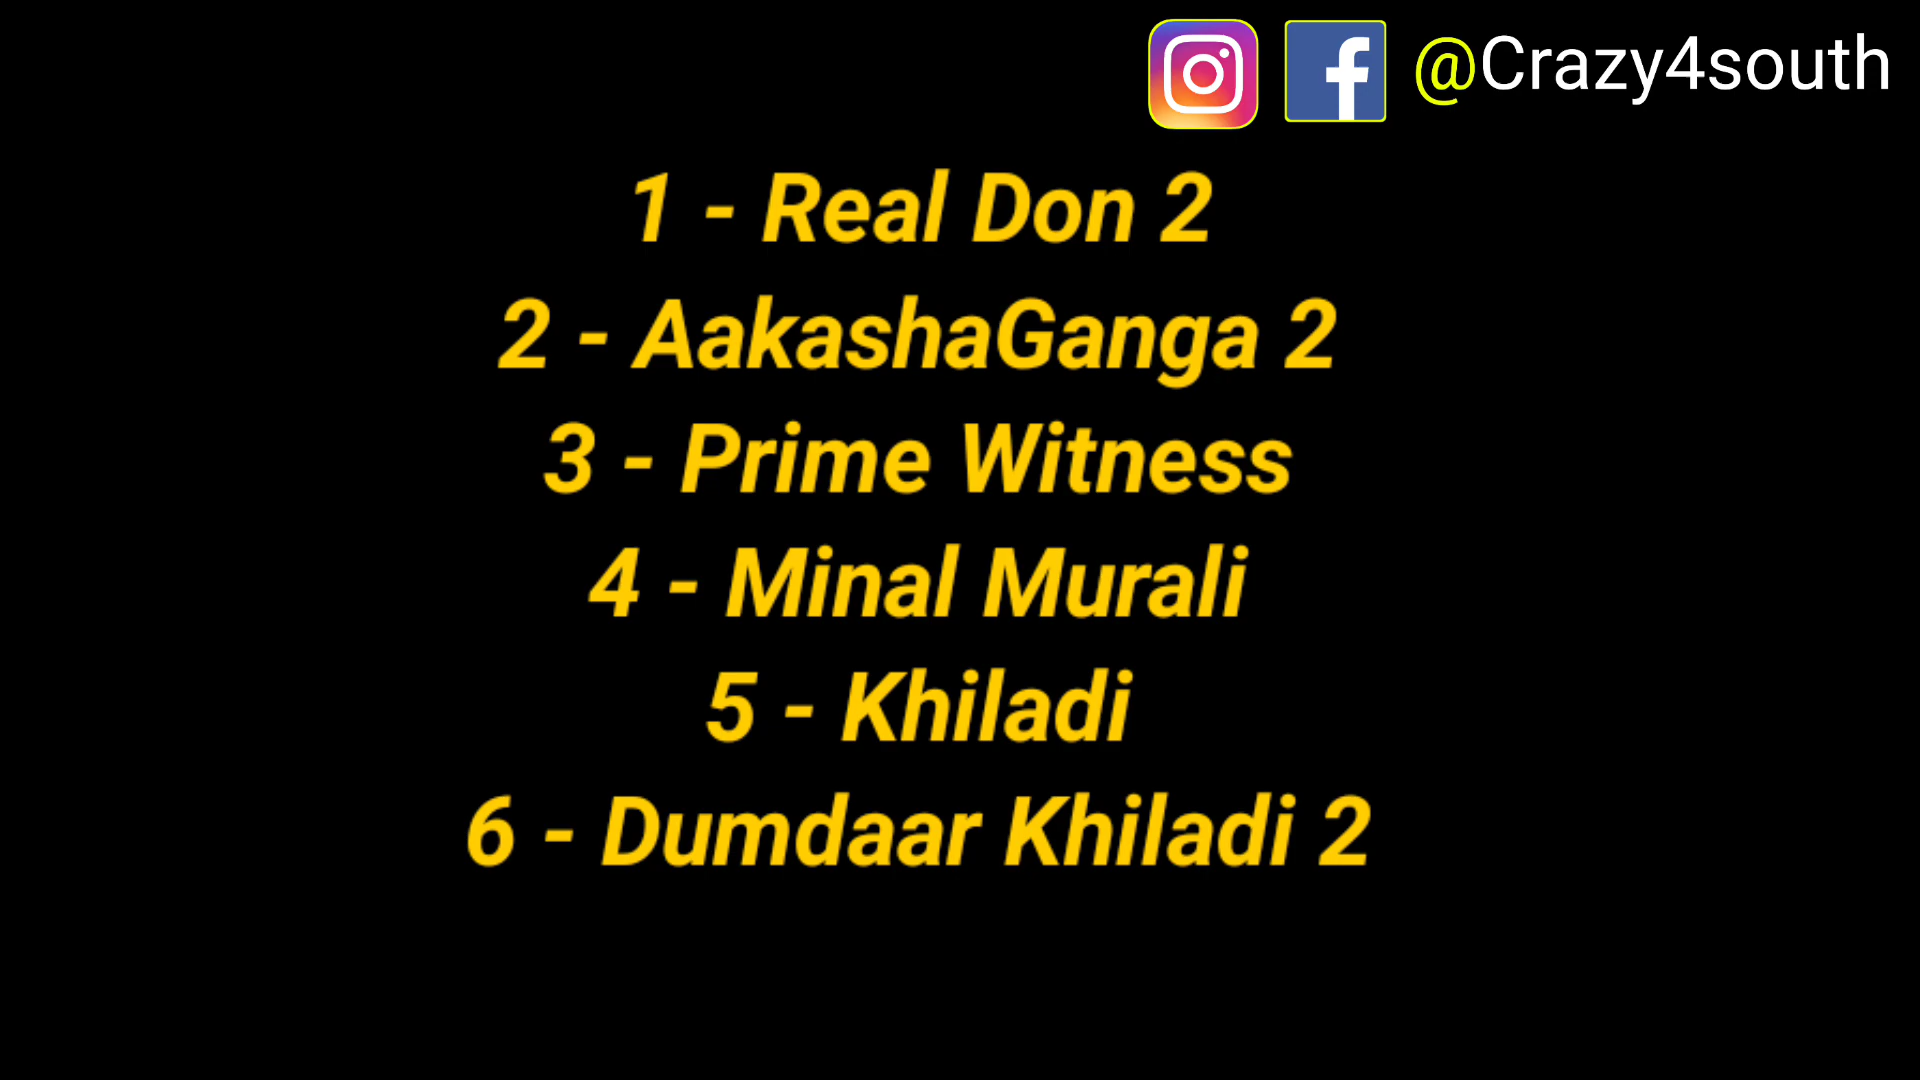 @Crazy4south
1 - Real Don 2
2 - AakashaGanga 2
3 - Prime Witness
4 - Minal Murali
5 - Khiladi
6 - Dumdaar Khiladi 2